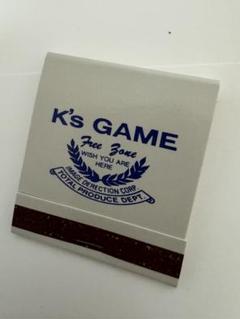 K's GAME
Free Zone
WISH YOU ARE
HERE
IMAGE DERECTION CORP
TOTAL PRODUCE DEPT.